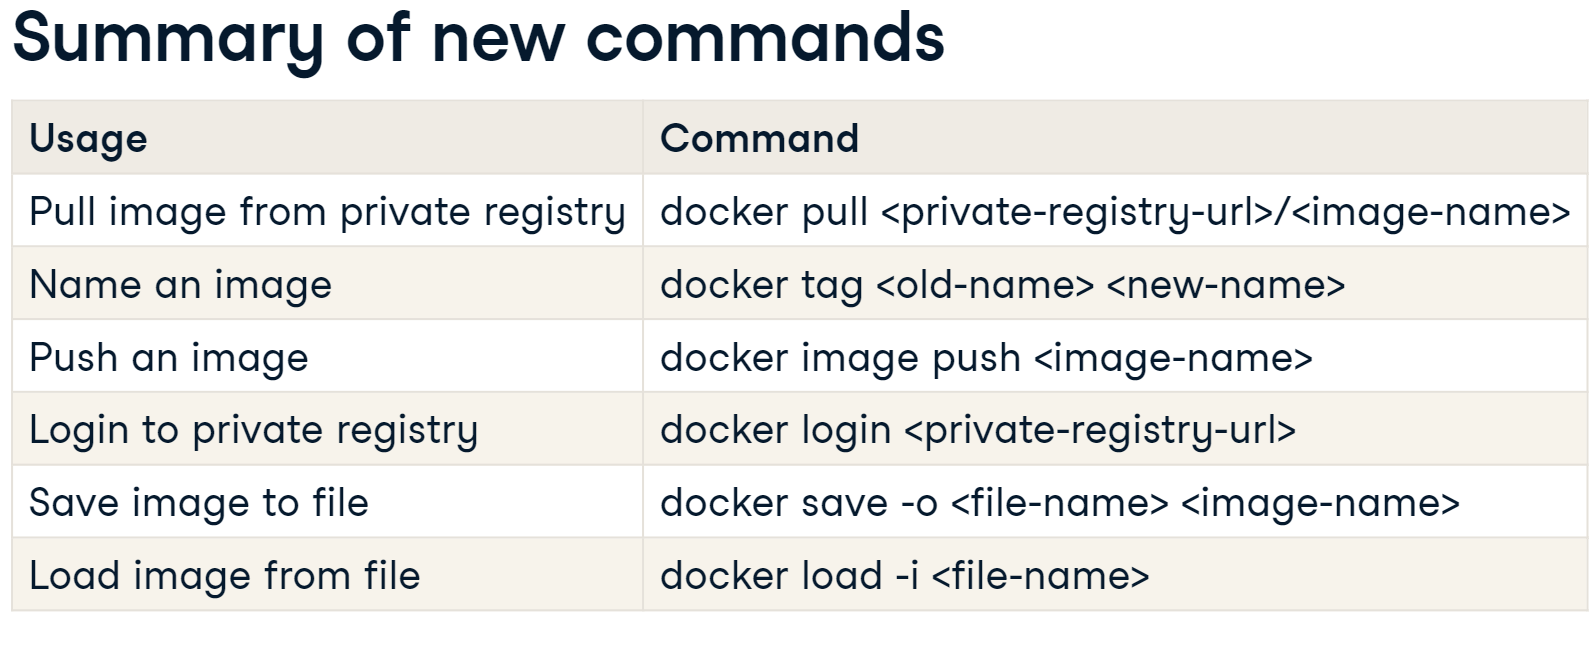 Summary of new commands
Usage Command
Pull image from private registry docker pull <private-registry-url>/<image-name>
Name an image docker tag <old-name> <new-name>
Push an image docker image push <image-name>
Login to private registry docker login <private-registry-url>
Save image to file docker save -o <file-name> <image-name>
Load image from file docker load -i <file-name>